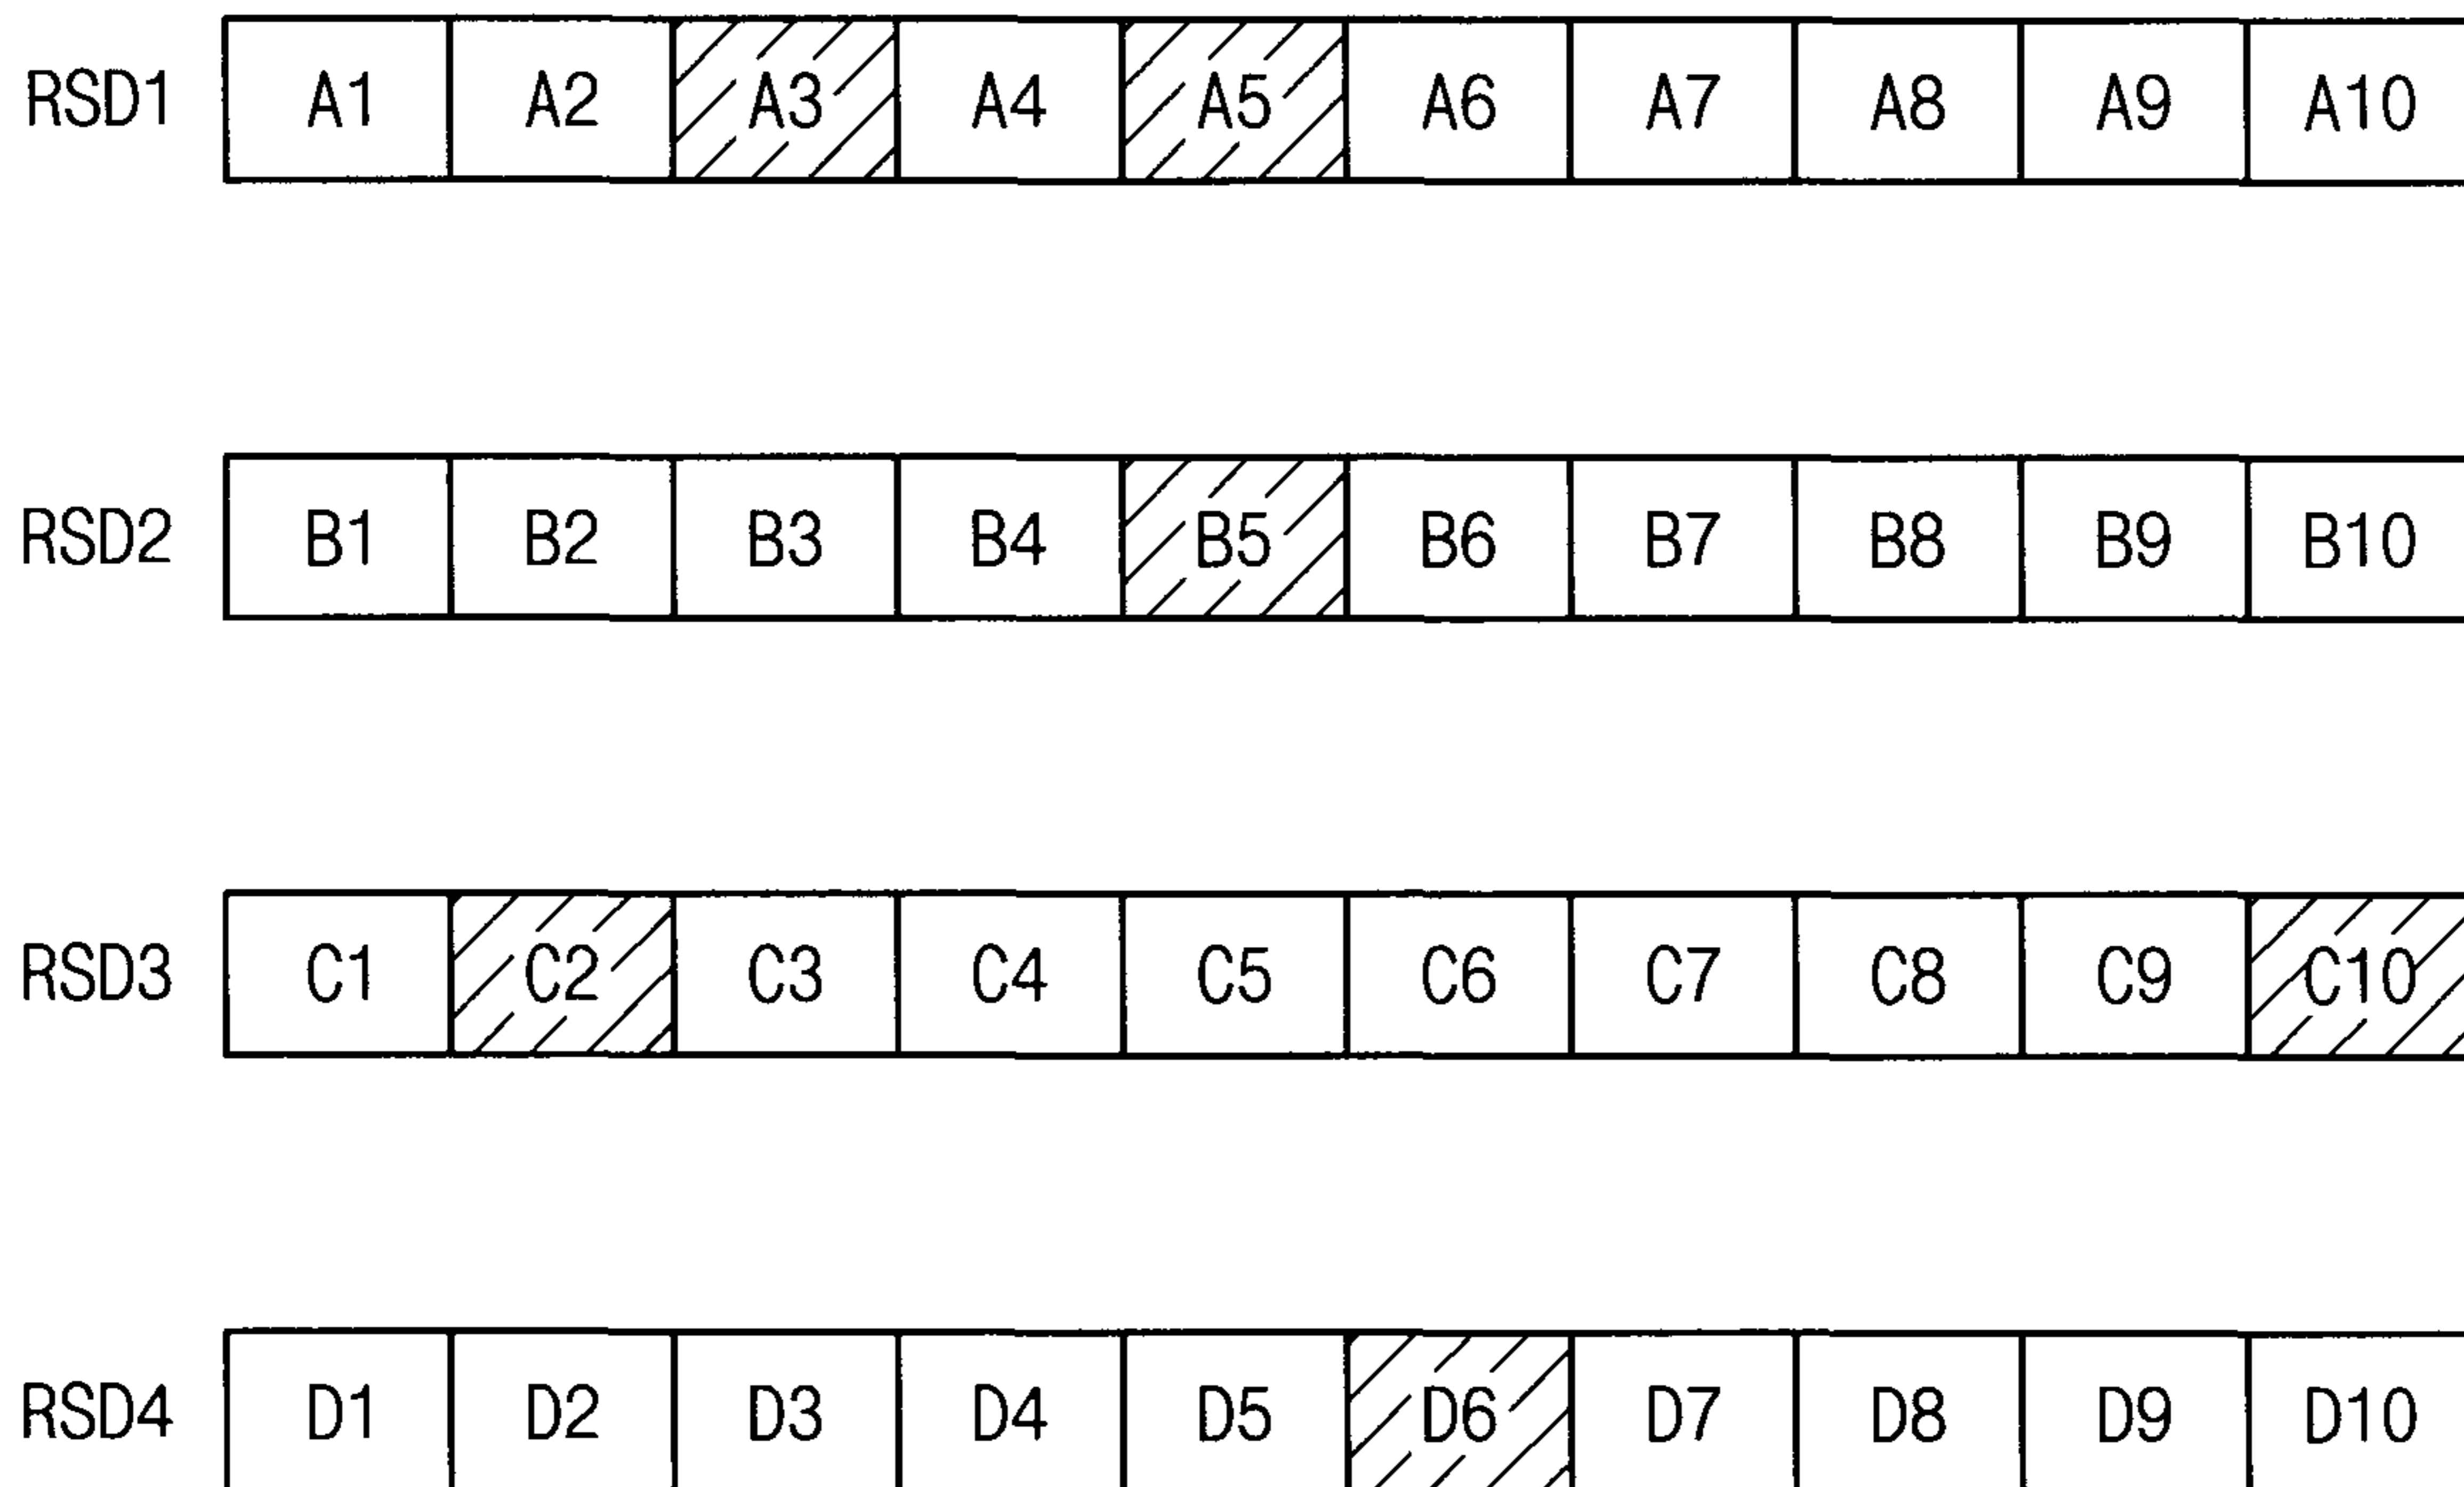 RSD1 A1 A2 A3 A4 A5 A6 A7 A8 A9 A10
RSD2 B1 B2 B3 B4 B5 B6 B7 B8 B9 B10
RSD3 C1 C2 C3 C4 C5 C6 C7 C8 C9 C10
RSD4 D1 D2 D3 D4 D5 D6 D7 D8 D9 D10